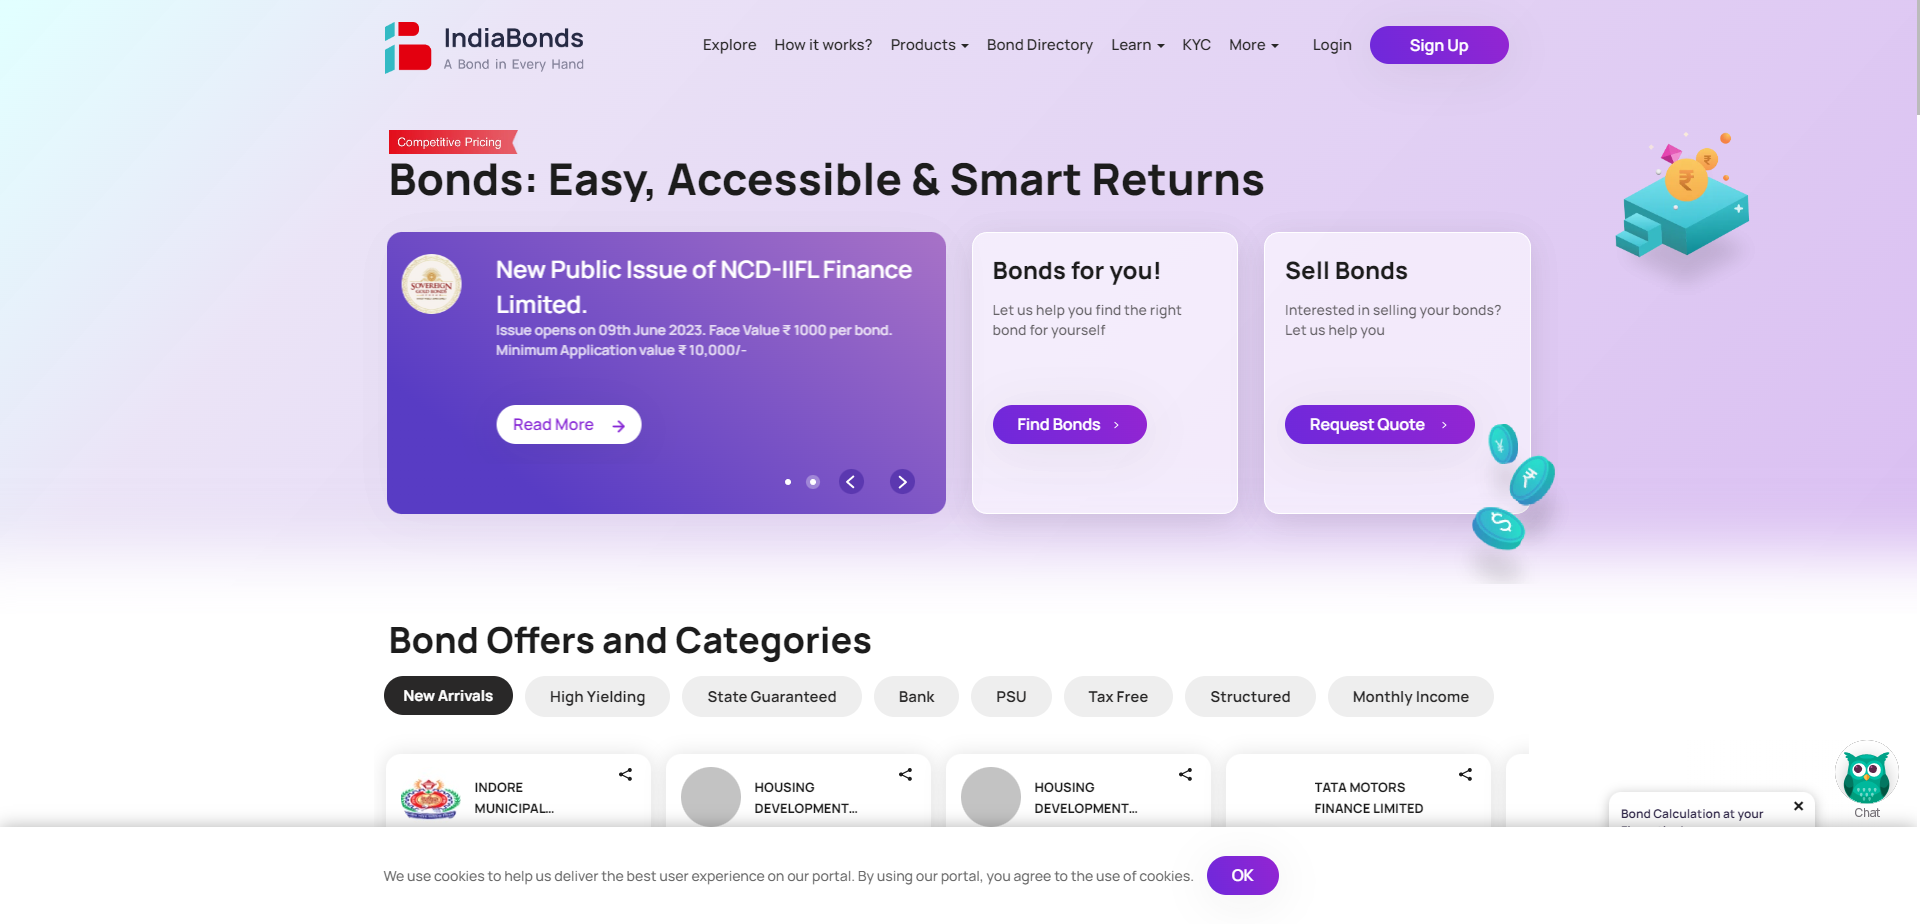 IndiaBonds
A Bond in Every Hand
Explore
How it works?
Products
Bond Directory
Learn
KYC
More
Login
Sign Up
Competitive Pricing
Bonds: Easy, Accessible & Smart Returns
SOVEREIGN
GOLD BONDS
New Public Issue of NCD-IIFL Finance
Limited.
Issue opens on 09th June 2023. Face Value ₹ 1000 per bond.
Minimum Application value ₹ 10,000/-
Read More
Bonds for you!
Let us help you find the right
bond for yourself
Find Bonds
Sell Bonds
Interested in selling your bonds?
Let us help you
Request Quote
Bond Offers and Categories
New Arrivals
High Yielding
State Guaranteed
Bank
PSU
Tax Free
Structured
Monthly Income
INDORE
MUNICIPAL...
HOUSING
DEVELOPMENT...
HOUSING
DEVELOPMENT...
TATA MOTORS
FINANCE LIMITED
Bond Calculation at your
Chat
We use cookies to help us deliver the best user experience on our portal. By using our portal, you agree to the use of cookies.
OK